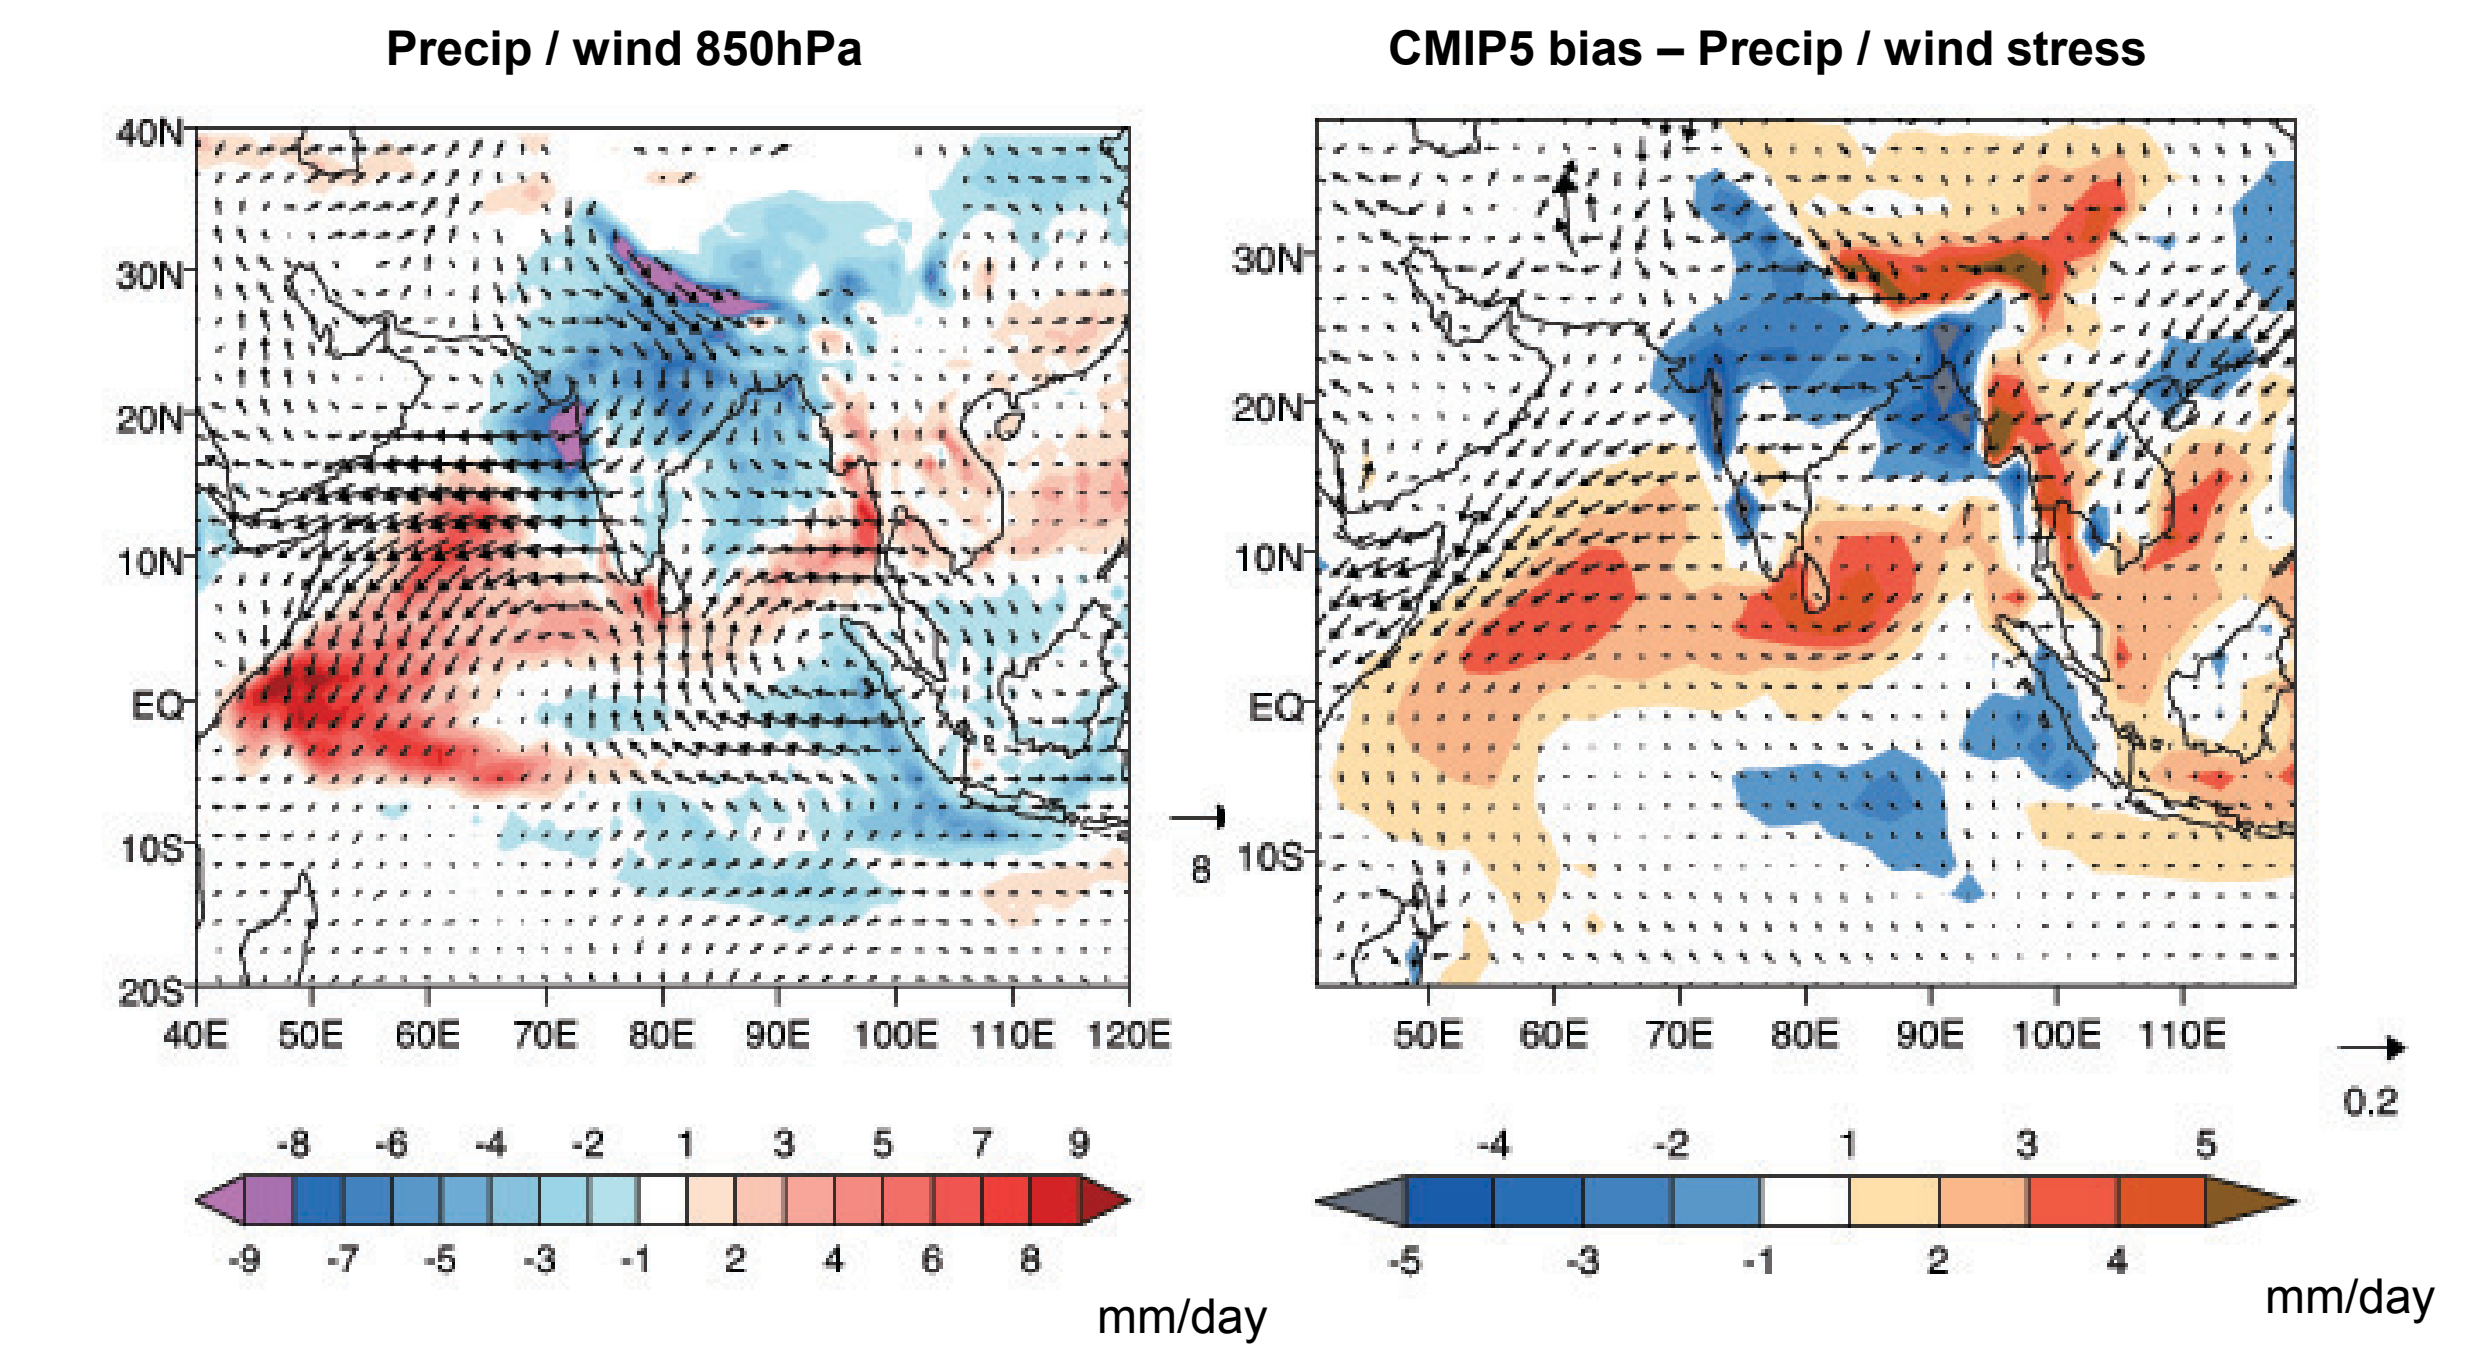 Precip / wind 850hPa
CMIP5 bias – Precip / wind stress
40N
30N
20N
10N
EQ
10S
20S
40E 50E 60E 70E 80E 90E 100E 110E 120E
8
30N
20N
10N
EQ
10S
50E 60E 70E 80E 90E 100E 110E
0.2
-8 -6 -4 -2 1 3 5 7 9
-9 -7 -5 -3 -1 2 4 6 8
mm/day
-4 -2 1 3 5
-5 -3 -1 2 4
mm/day